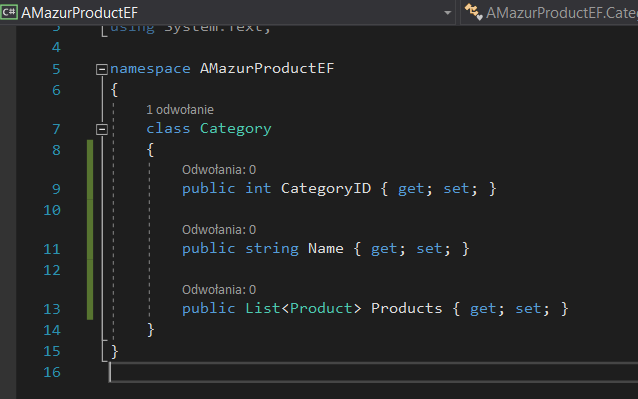 C# AMazurProductEF AMazurProductEF.Cate
3 using System.Text;
4
5 namespace AMazurProductEF
6 {
1 odwołanie
7 class Category
8 {
Odwołania: 0
9 public int CategoryID { get; set; }
10
Odwołania: 0
11 public string Name { get; set; }
12
Odwołania: 0
13 public List<Product> Products { get; set; }
14 }
15 }
16